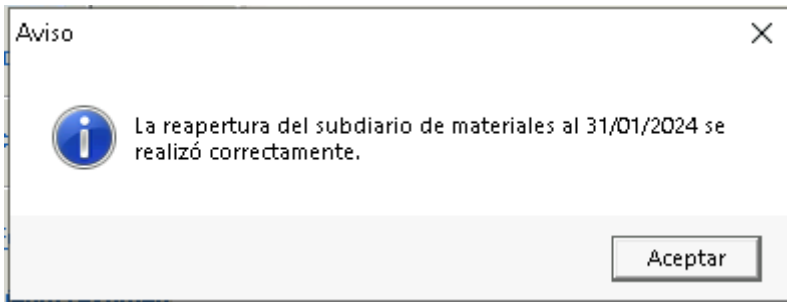 Aviso
La reapertura del subdiario de materiales al 31/01/2024 se
realizó correctamente.
Aceptar